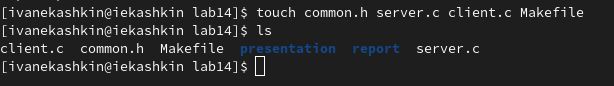 [ivanekashkin@iekashkin lab14]$ touch common.h server.c client.c Makefile
[ivanekashkin@iekashkin lab14]$ ls
client.c  common.h  Makefile  presentation  report  server.c
[ivanekashkin@iekashkin lab14]$